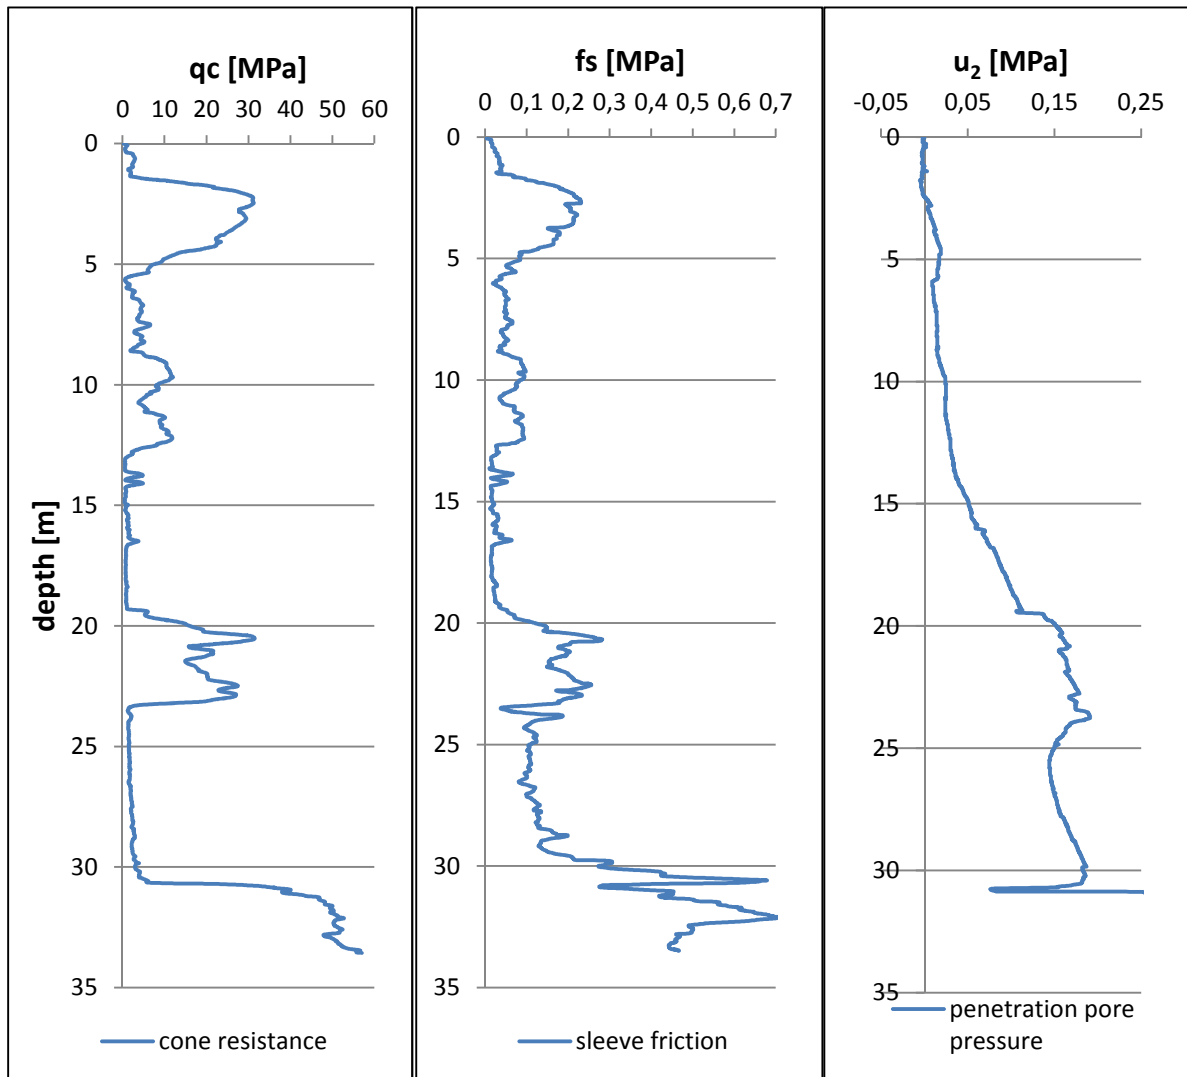 qc [MPa]
0 10 20 30 40 50 60
0
5
10
15
20
25
30
35
depth [m]
cone resistance
fs [MPa]
0 0,1 0,2 0,3 0,4 0,5 0,6 0,7
0
5
10
15
20
25
30
35
sleeve friction
u₂ [MPa]
-0,05 0,05 0,15 0,25
0
5
10
15
20
25
30
35
penetration pore
pressure